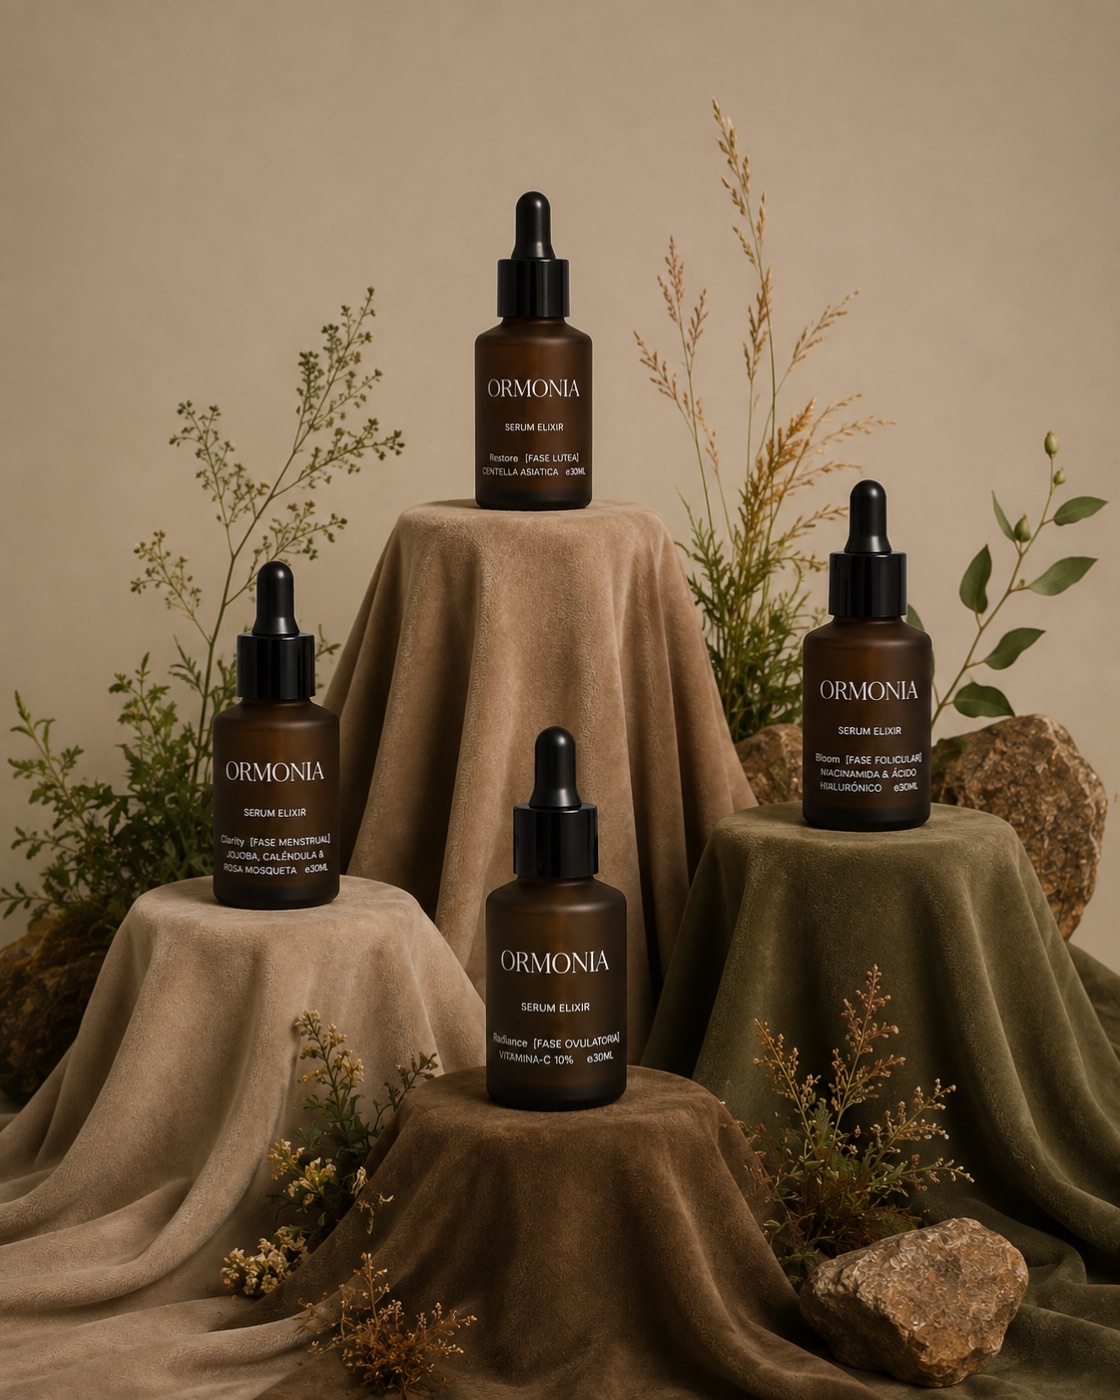 ORMONIA
SERUM ELIXIR
Restore [FASE LUTEA]
CENTELLA ASIATICA e30ML
ORMONIA
SERUM ELIXIR
Clarity [FASE MENSTRUAL]
JOJOBA, CALÉNDULA &
ROSA MOSQUETA e30ML
ORMONIA
SERUM ELIXIR
Bloom [FASE FOLICULAR]
NIACINAMIDA & ÁCIDO
HIALURÓNICO e30ML
ORMONIA
SERUM ELIXIR
Radiance [FASE OVULATORIA]
VITAMINA-C 10% e30ML